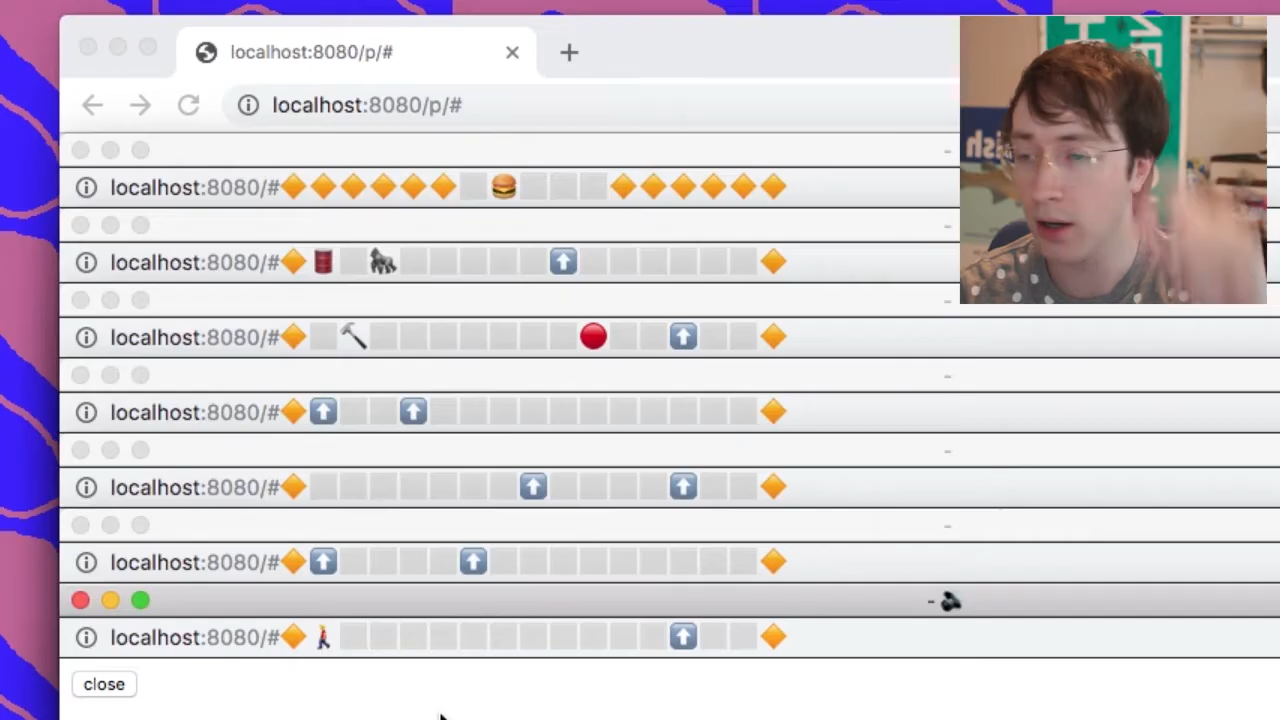 localhost:8080/p/#
localhost:8080/p/#
-
localhost:8080/#🔶🔶🔶🔶🔶🔶⬜🍔⬜⬜⬜🔶🔶🔶🔶🔶🔶
-
localhost:8080/#🔶🛢️⬜🦍⬜⬜⬜⬜⬜⬆️⬜⬜⬜⬜⬜⬜🔶
-
localhost:8080/#🔶⬜🔨⬜⬜⬜⬜⬜⬜⬜🔴⬜⬜⬆️⬜⬜🔶
-
localhost:8080/#🔶⬆️⬜⬜⬆️⬜⬜⬜⬜⬜⬜⬜⬜⬜⬜⬜🔶
-
localhost:8080/#🔶⬜⬜⬜⬜⬜⬜⬜⬆️⬜⬜⬜⬜⬆️⬜⬜🔶
-
localhost:8080/#🔶⬆️⬜⬜⬜⬜⬆️⬜⬜⬜⬜⬜⬜⬜⬜⬜🔶
-
localhost:8080/#🔶🚶⬜⬜⬜⬜⬜⬜⬜⬜⬜⬜⬜⬆️⬜⬜🔶
close